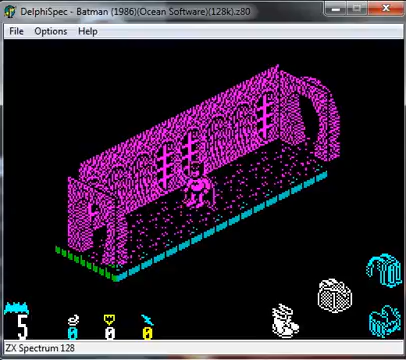 DelphiSpec - Batman (1986)(Ocean Software)(128k).z80
File Options Help
5
0 0 0
ZX Spectrum 128